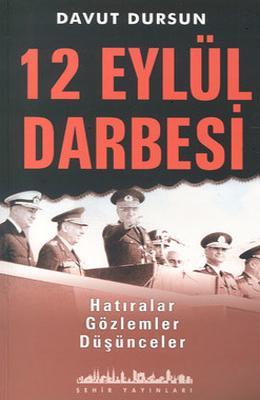 DAVUT DURSUN
12 EYLÜL
DARBESİ
Hatıralar
Gözlemler
Düşünceler
ŞEHİR YAYINLARI